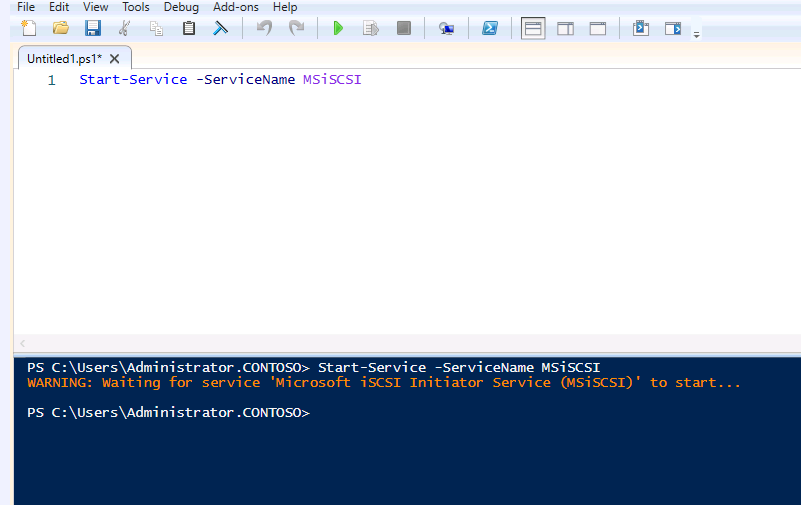 File Edit View Tools Debug Add-ons Help
Untitled1.ps1* X
1 Start-Service -ServiceName MSiSCSI
PS C:\Users\Administrator.CONTOSO> Start-Service -ServiceName MSiSCSI
WARNING: Waiting for service 'Microsoft iSCSI Initiator Service (MSiSCSI)' to start...
PS C:\Users\Administrator.CONTOSO>